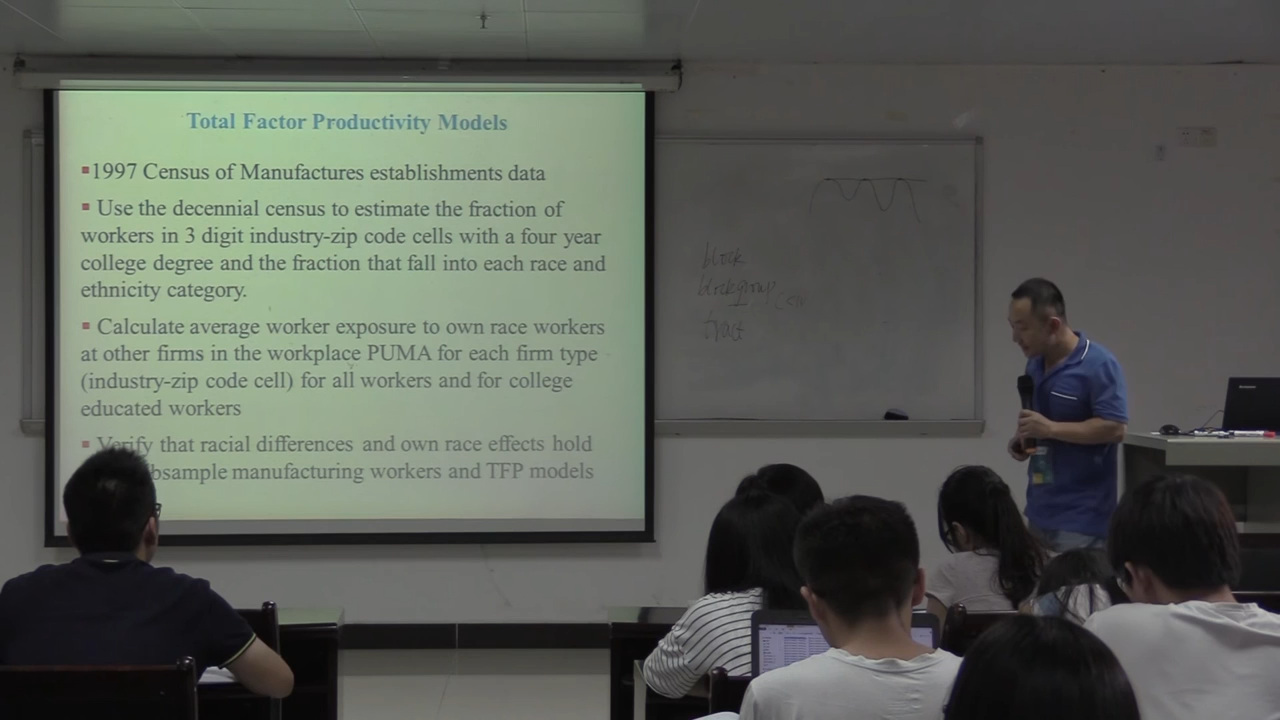 Total Factor Productivity Models
▪1997 Census of Manufactures establishments data
▪ Use the decennial census to estimate the fraction of
workers in 3 digit industry-zip code cells with a four year
college degree and the fraction that fall into each race and
ethnicity category.
▪ Calculate average worker exposure to own race workers
at other firms in the workplace PUMA for each firm type
(industry-zip code cell) for all workers and for college
educated workers
▪ Verify that racial differences and own race effects hold
manufacturing workers and TFP models
block
blockgroup
tract